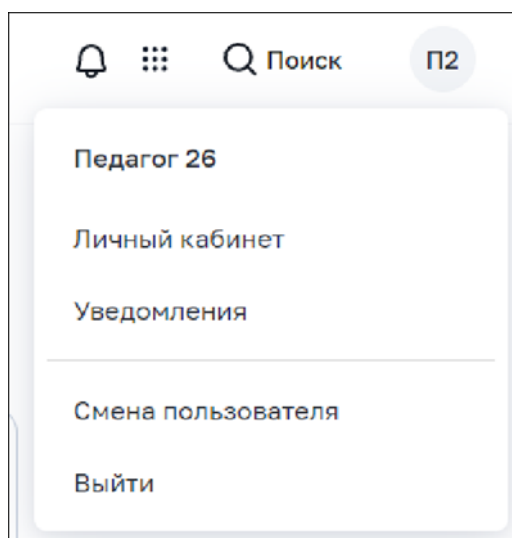 Поиск П2
Педагог 26
Личный кабинет
Уведомления
Смена пользователя
Выйти